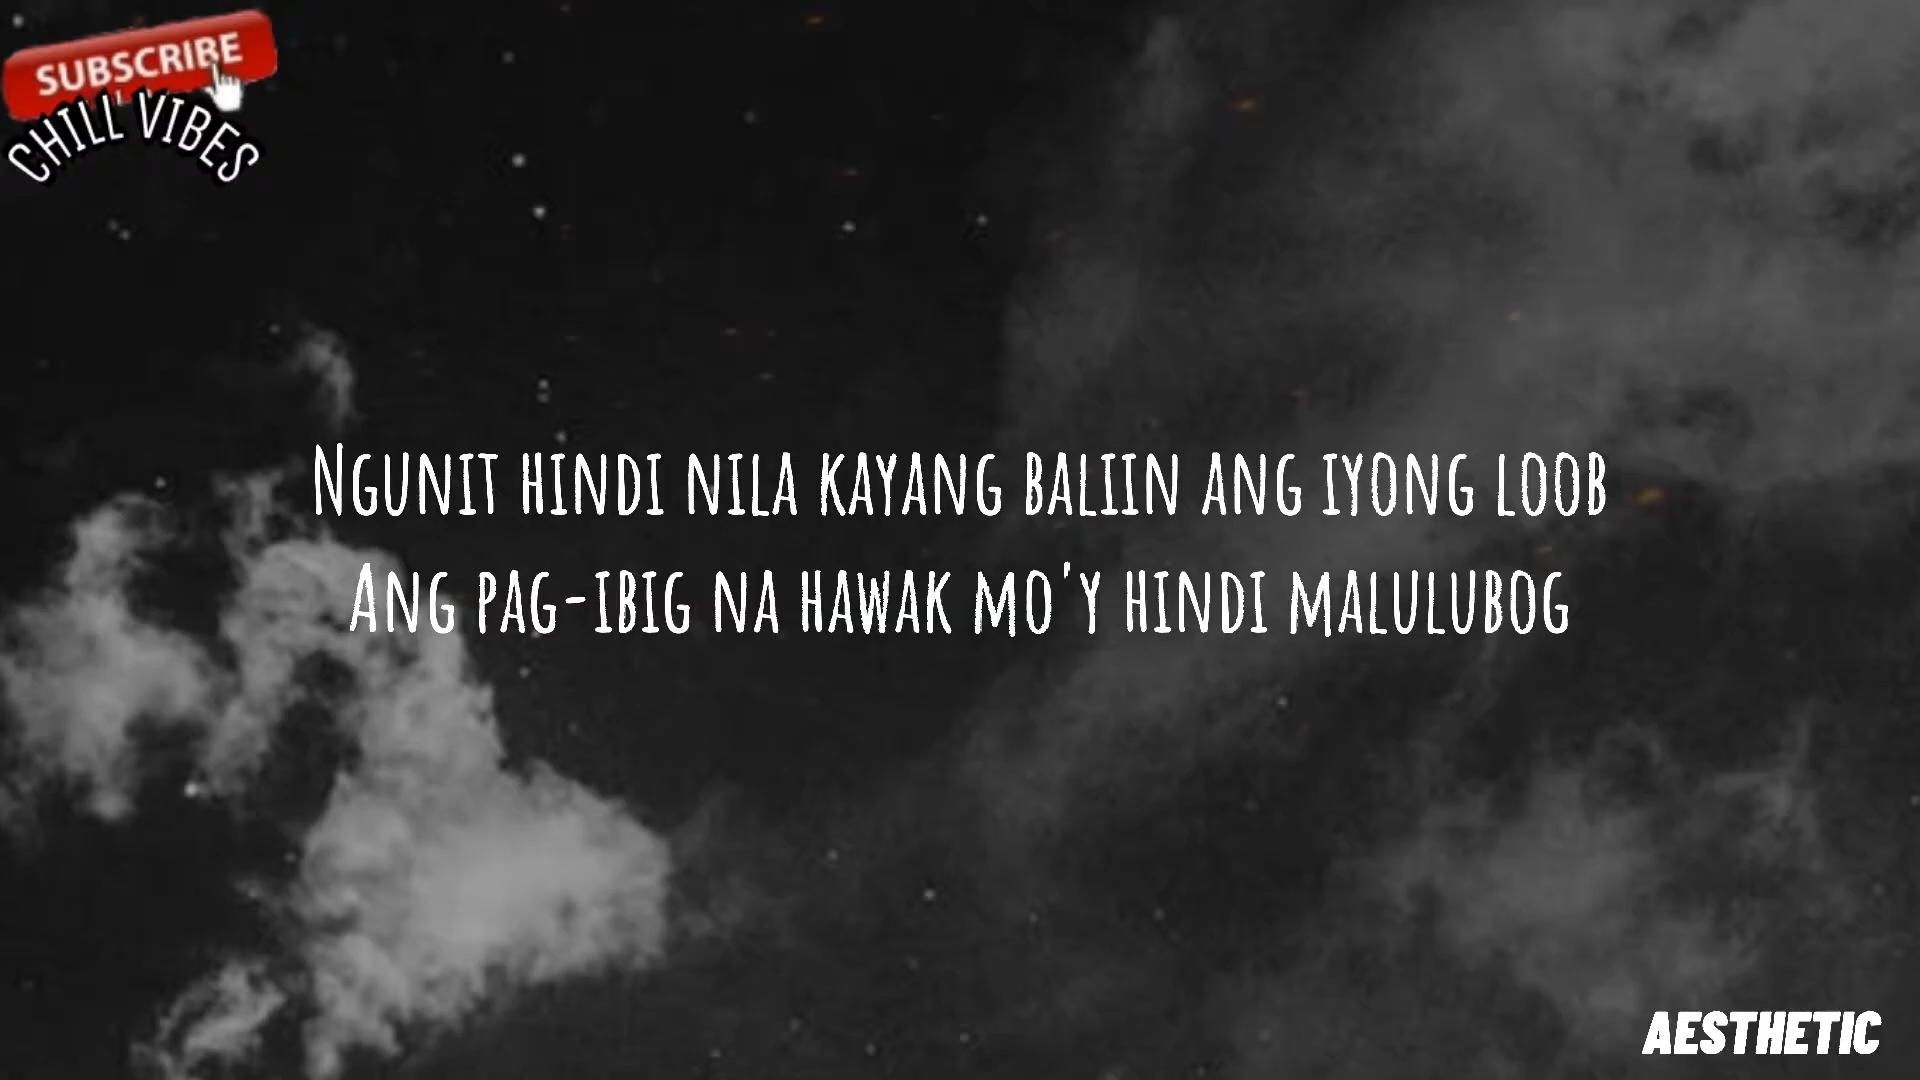 SUBSCRIBE
CHILL VIBES
Ngunit hindi nila kayang baliin ang iyong loob
Ang pag-ibig na hawak mo'y hindi malulubog
AESTHETIC